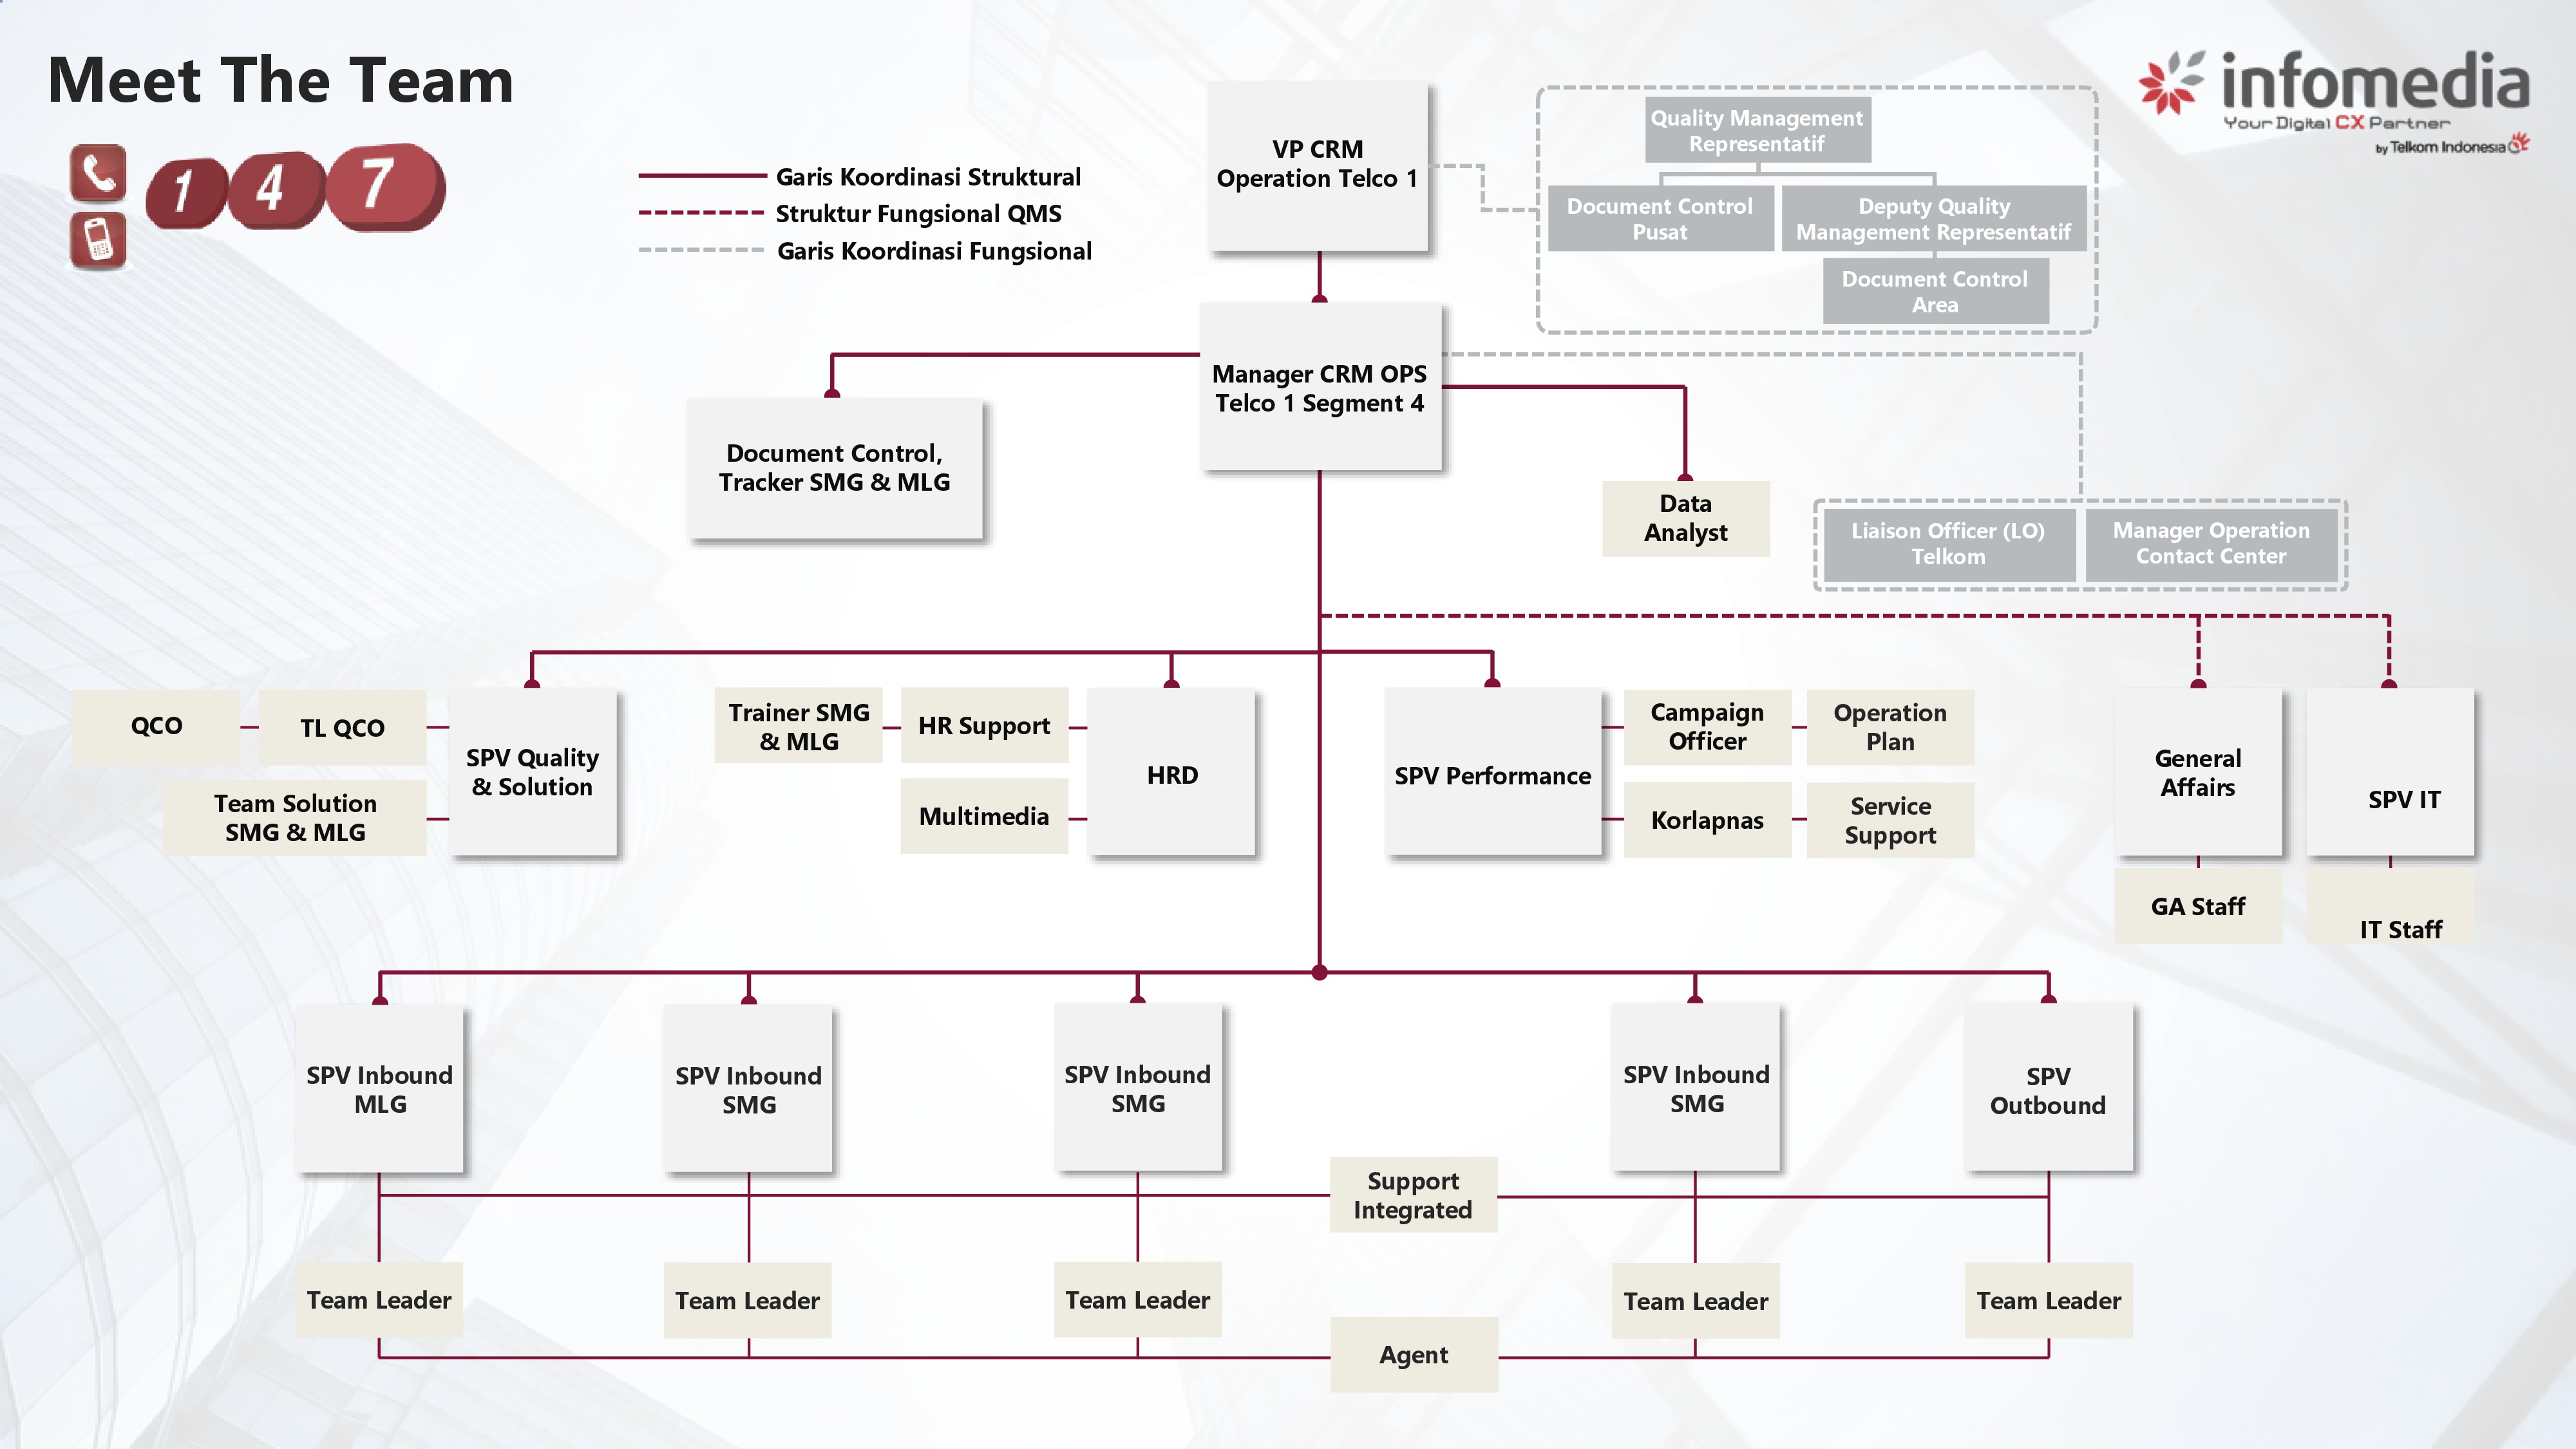 Meet The Team
1 4 7
Garis Koordinasi Struktural
Struktur Fungsional QMS
Garis Koordinasi Fungsional
VP CRM
Operation Telco 1
Quality Management
Representatif
Document Control
Pusat
Deputy Quality
Management Representatif
Document Control
Area
infomedia
Your Digital CX Partner
by Telkom Indonesia
Manager CRM OPS
Telco 1 Segment 4
Document Control,
Tracker SMG & MLG
Data
Analyst
Liaison Officer (LO)
Telkom
Manager Operation
Contact Center
QCO
TL QCO
Team Solution
SMG & MLG
SPV Quality
& Solution
Trainer SMG
& MLG
HR Support
Multimedia
HRD
SPV Performance
Campaign
Officer
Operation
Plan
Korlapnas
Service
Support
General
Affairs
SPV IT
GA Staff
IT Staff
SPV Inbound
MLG
SPV Inbound
SMG
SPV Inbound
SMG
SPV Inbound
SMG
SPV
Outbound
Support
Integrated
Team Leader
Team Leader
Team Leader
Team Leader
Team Leader
Agent